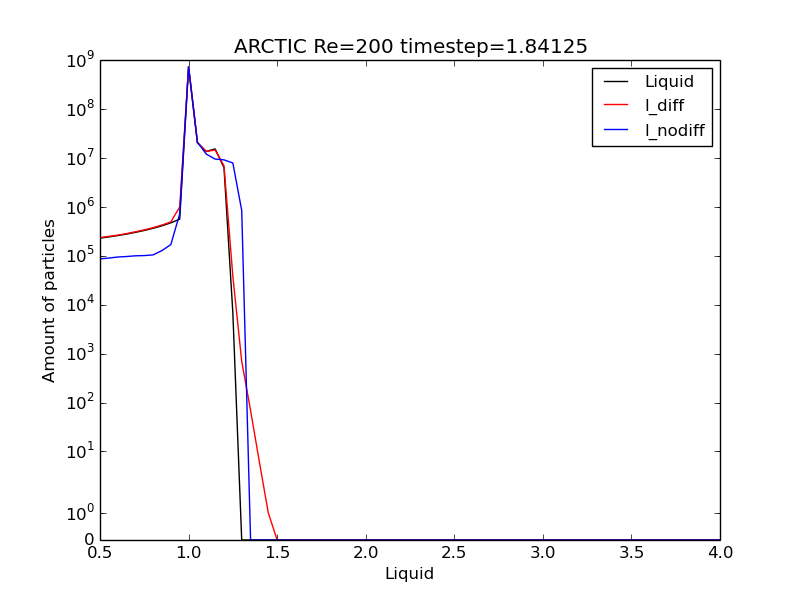 ARCTIC Re=200 timestep=1.84125
Liquid
I_diff
I_nodiff
Amount of particles
10^9
10^8
10^7
10^6
10^5
10^4
10^3
10^2
10^1
10^0
0
0.5 1.0 1.5 2.0 2.5 3.0 3.5 4.0
Liquid